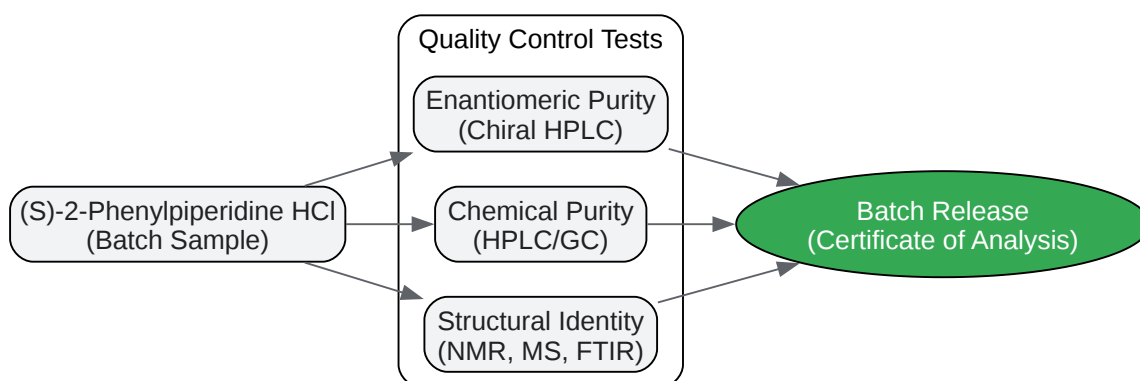 Quality Control Tests
Enantiomeric Purity
(Chiral HPLC)
(S)-2-Phenylpiperidine HCl
(Batch Sample)
Chemical Purity
(HPLC/GC)
Batch Release
(Certificate of Analysis)
Structural Identity
(NMR, MS, FTIR)